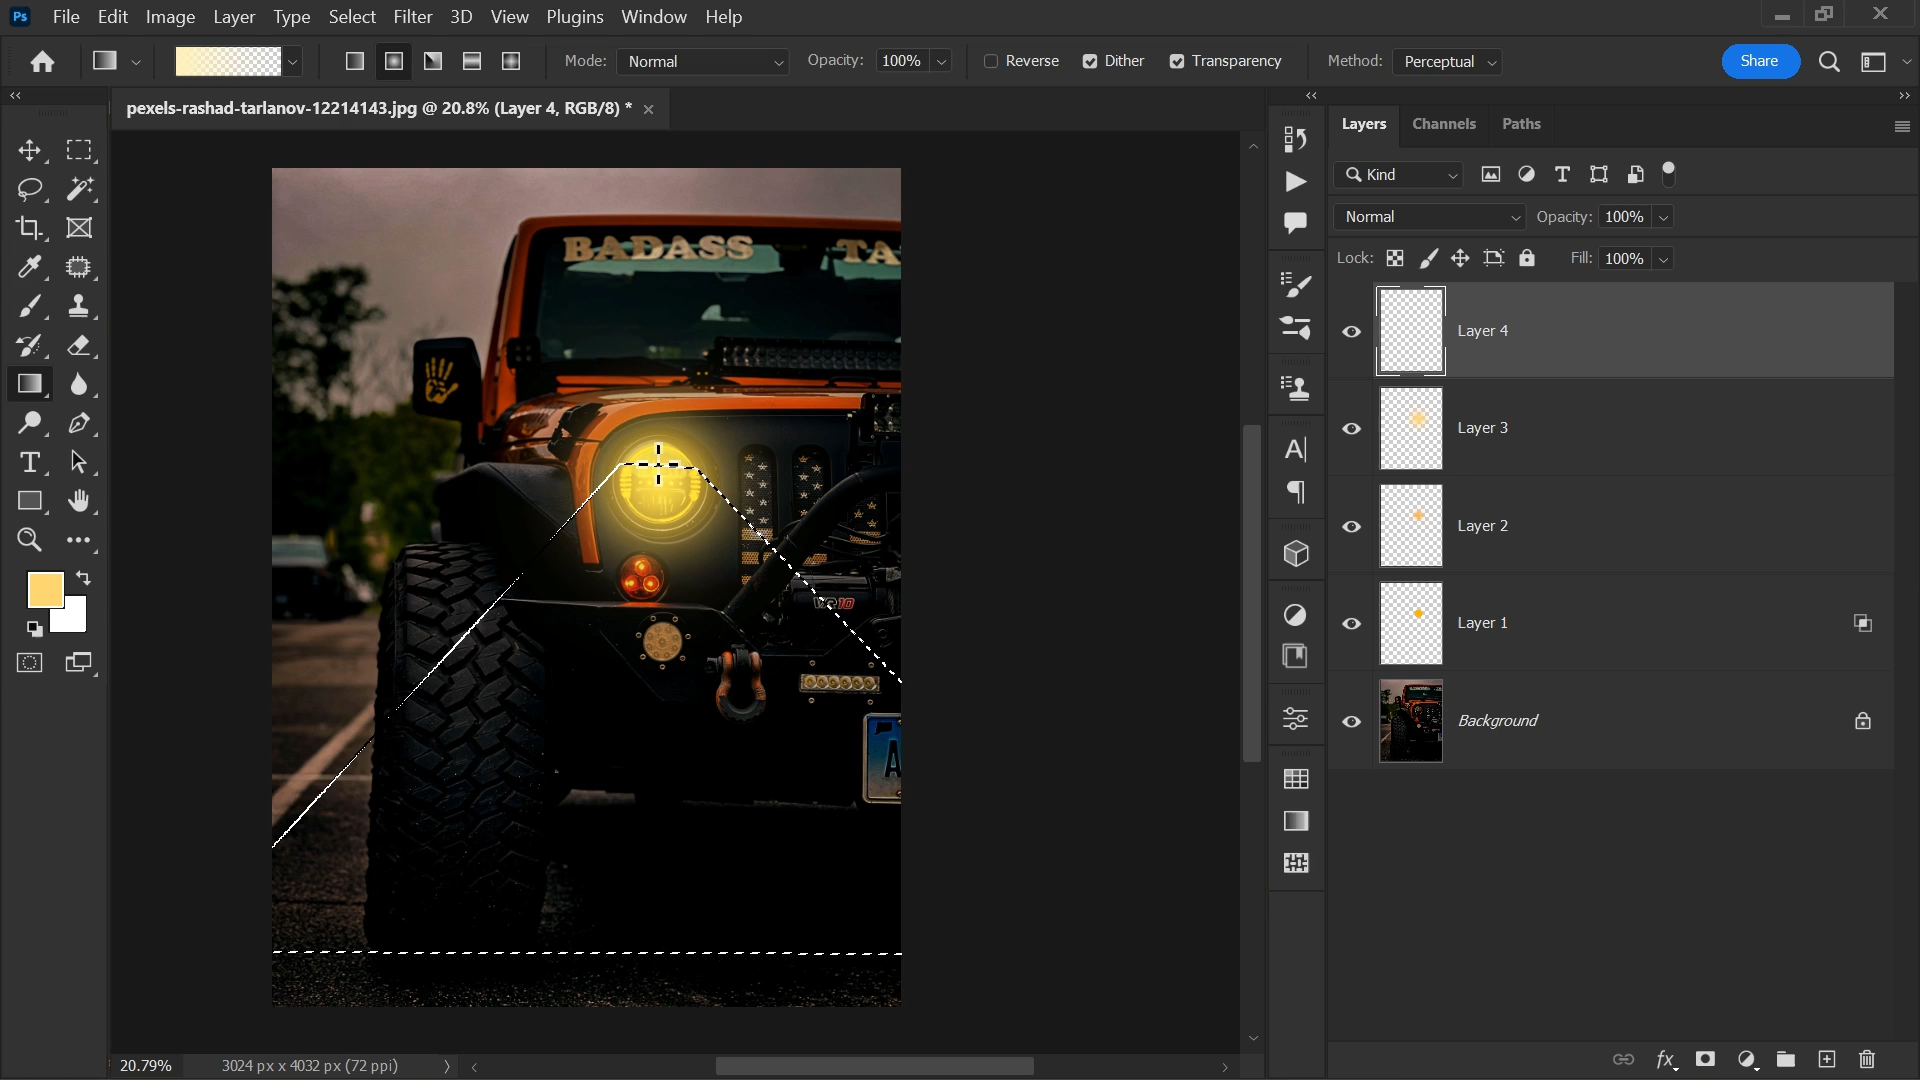 Ps File Edit Image Layer Type Select Filter 3D View Plugins Window Help
Mode: Normal Opacity: 100% Reverse Dither Transparency Method: Perceptual Share
pexels-rashad-tarlanov-12214143.jpg @ 20.8% (Layer 4, RGB/8) *
Layers Channels Paths
Kind
Normal Opacity: 100%
Lock: Fill: 100%
BADASS TA
Layer 4
Layer 3
Layer 2
Layer 1
Background
VR10
A
20.79% 3024 px x 4032 px (72 ppi)